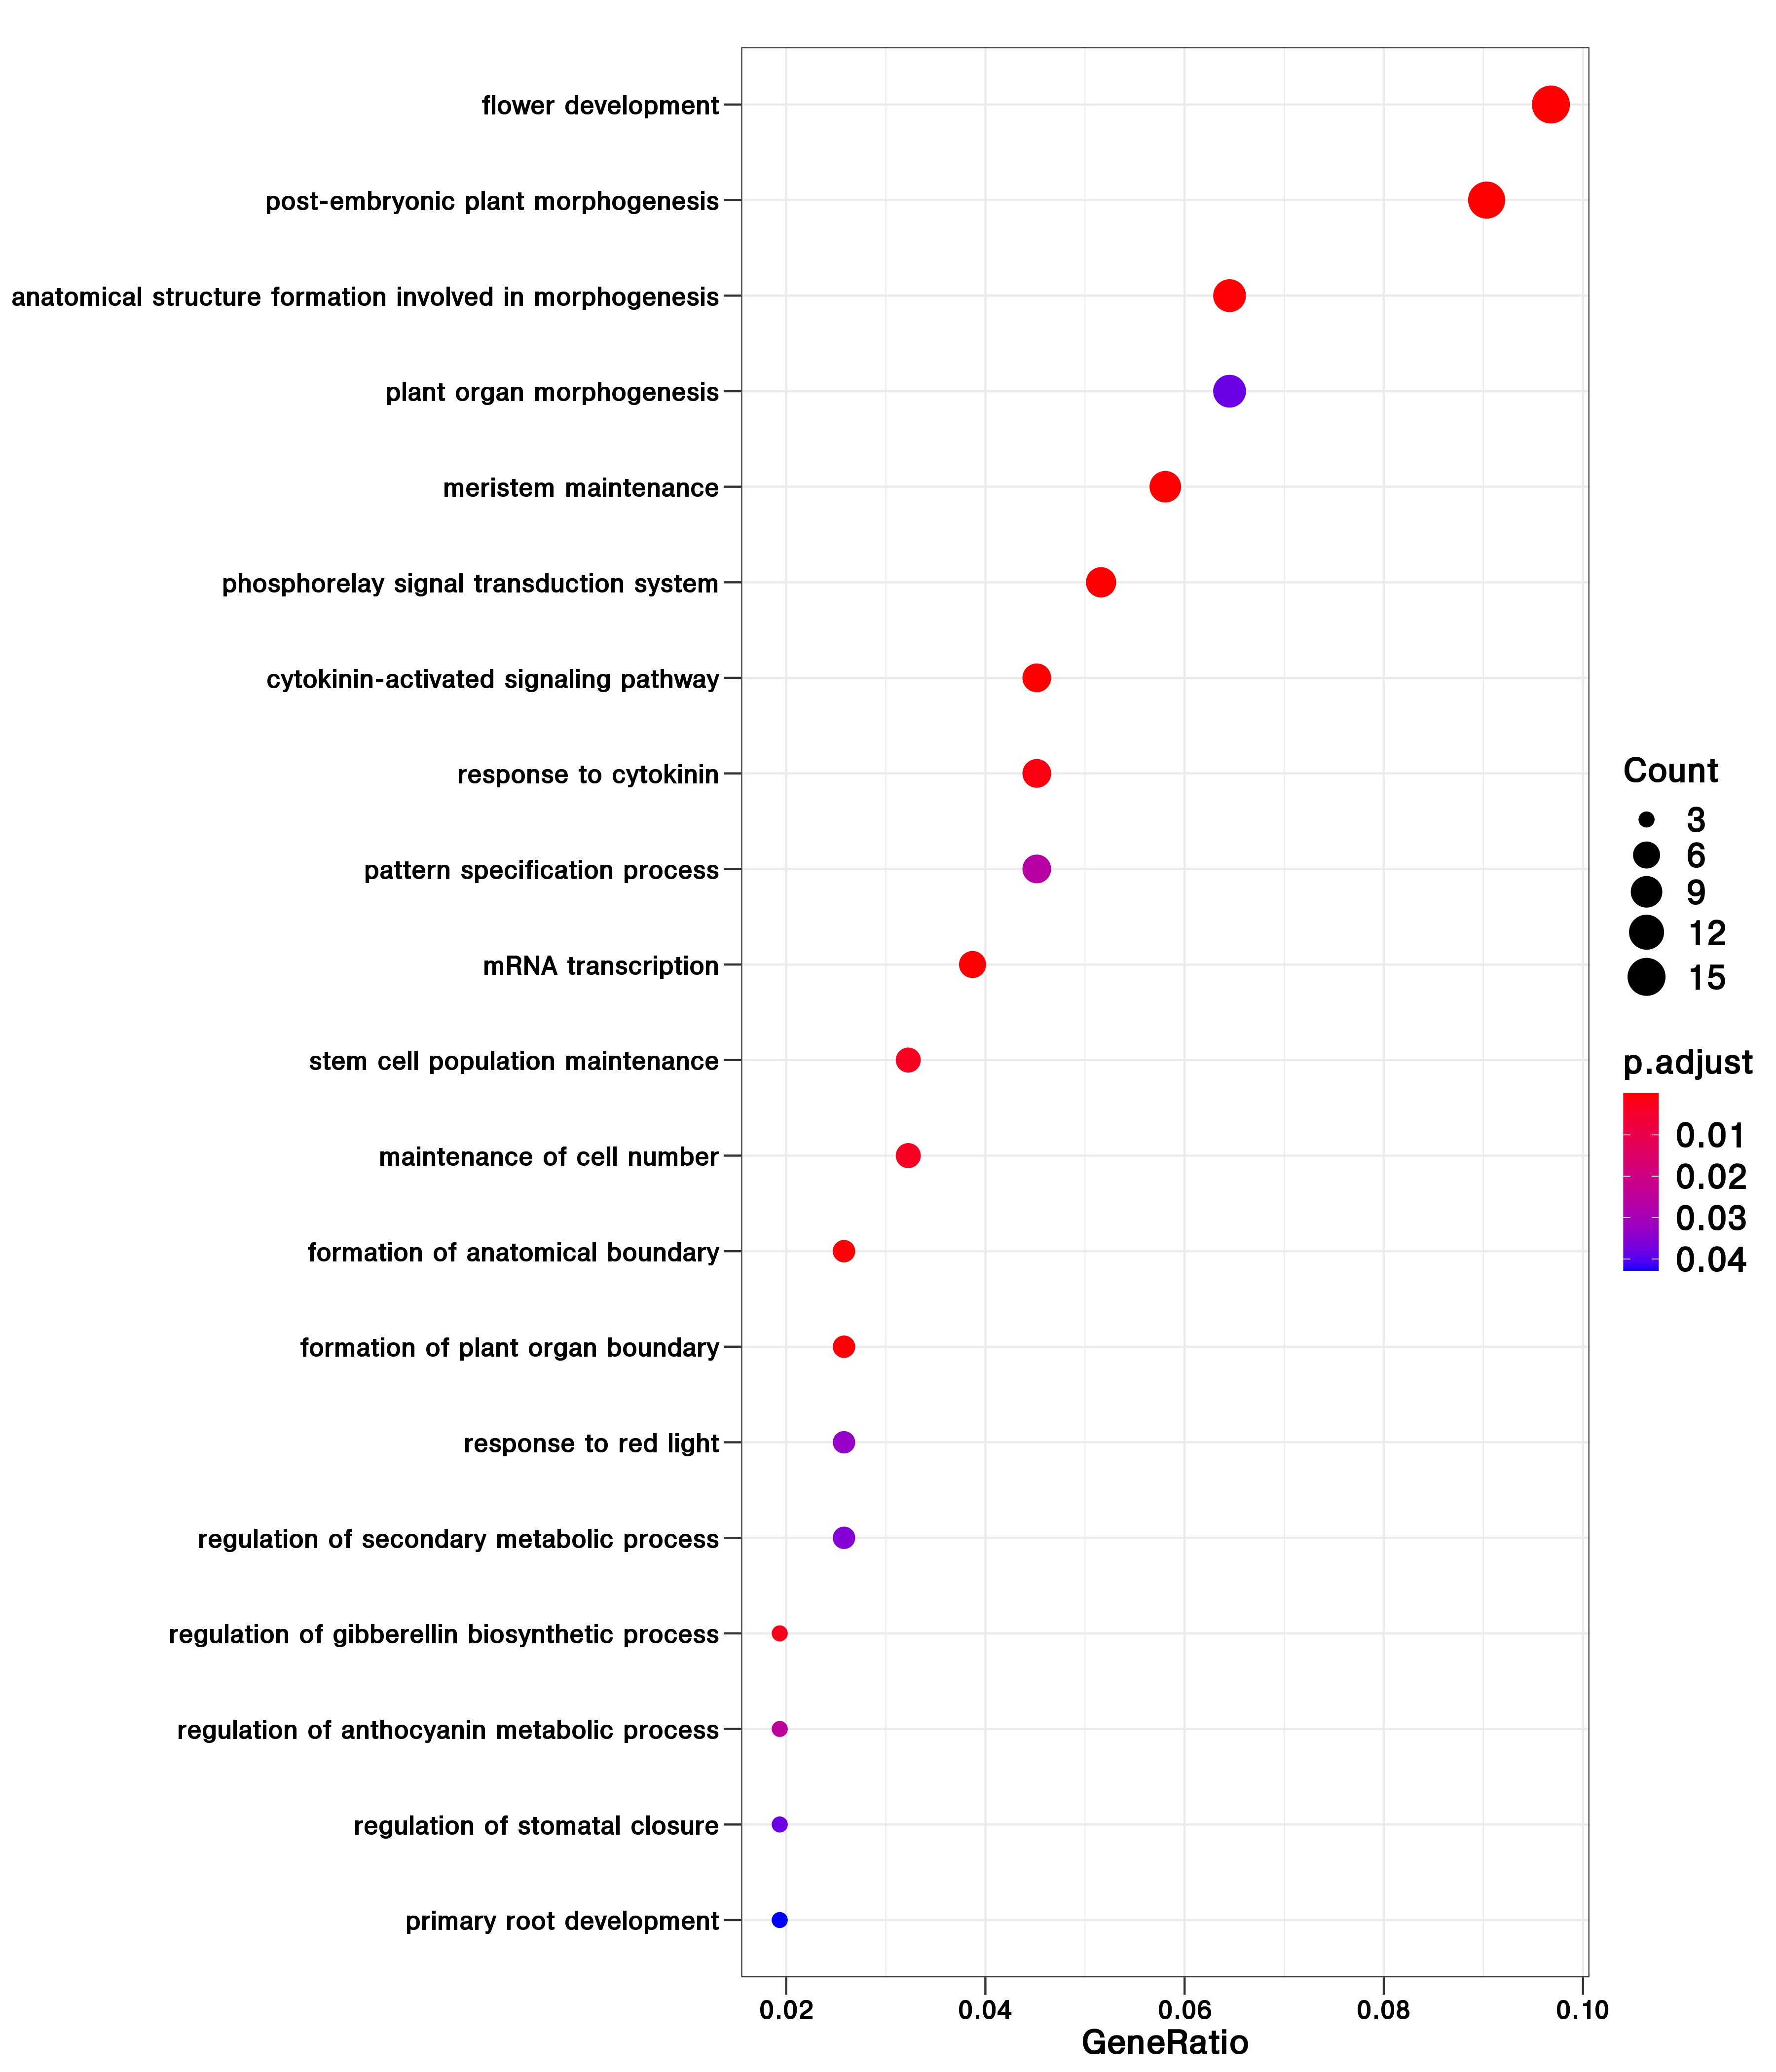 flower development
post-embryonic plant morphogenesis
anatomical structure formation involved in morphogenesis
plant organ morphogenesis
meristem maintenance
phosphorelay signal transduction system
cytokinin-activated signaling pathway
response to cytokinin
pattern specification process
mRNA transcription
stem cell population maintenance
maintenance of cell number
formation of anatomical boundary
formation of plant organ boundary
response to red light
regulation of secondary metabolic process
regulation of gibberellin biosynthetic process
regulation of anthocyanin metabolic process
regulation of stomatal closure
primary root development
0.02 0.04 0.06 0.08 0.10
GeneRatio
Count
3
6
9
12
15
p.adjust
0.01
0.02
0.03
0.04